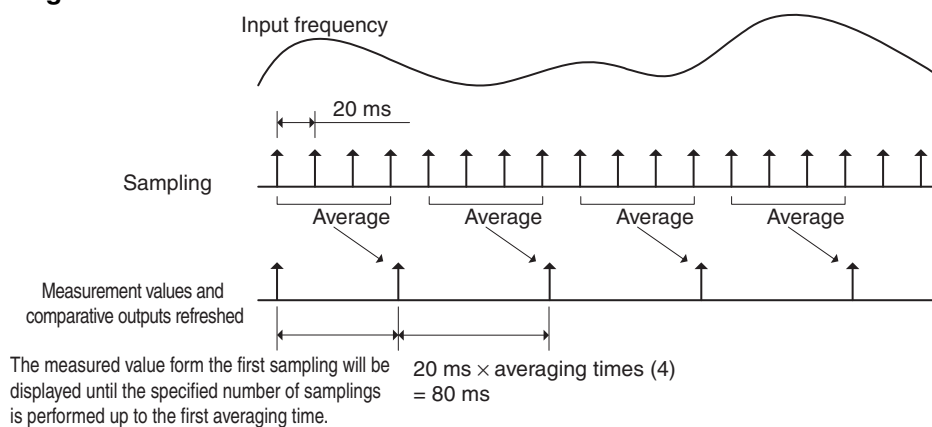 Input frequency
20 ms
Sampling
Average Average Average Average
Measurement values and
comparative outputs refreshed
The measured value form the first sampling will be
displayed until the specified number of samplings
is performed up to the first averaging time.
20 ms × averaging times (4)
= 80 ms